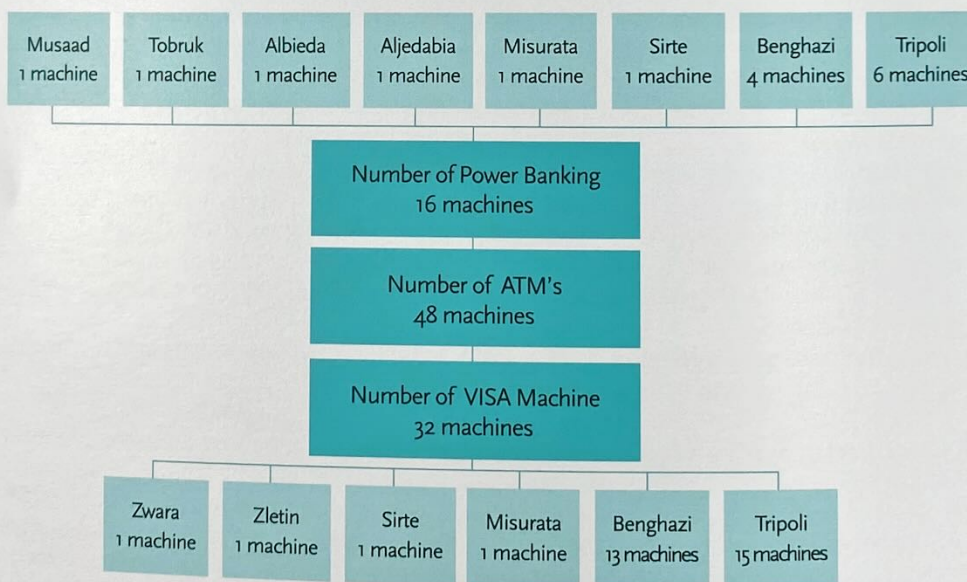 Musaad
1 machine
Tobruk
1 machine
Albieda
1 machine
Aljedabia
1 machine
Misurata
1 machine
Sirte
1 machine
Benghazi
4 machines
Tripoli
6 machines
Number of Power Banking
16 machines
Number of ATM's
48 machines
Number of VISA Machine
32 machines
Zwara
1 machine
Zletin
1 machine
Sirte
1 machine
Misurata
1 machine
Benghazi
13 machines
Tripoli
15 machines